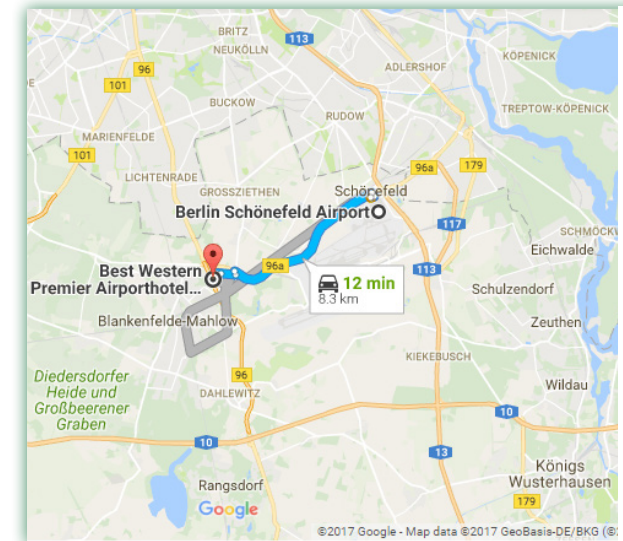 BRITZ
113
NEUKÖLLN
KÖPENICK
96
ADLERSHOF
101
BUCKOW
TREPTOW-KÖPENICK
RUDOW
MARIENFELDE
101
96a
179
LICHTENRADE
GROSSZIETHEN
Schönefeld
Berlin Schönefeld Airport
117
SCHMÖCKW
Eichwalde
Best Western
Premier Airporthotel...
96a
113
12 min
8.3 km
Schulzendorf
Blankenfelde-Mahlow
Zeuthen
KIEKEBUSCH
Diedersdorfer
Heide und
Großbeerener
Graben
96
Wildau
DAHLEWITZ
10
10
13
Königs
Wusterhausen
Rangsdorf
179
Google
©2017 Google - Map data ©2017 GeoBasis-DE/BKG (©